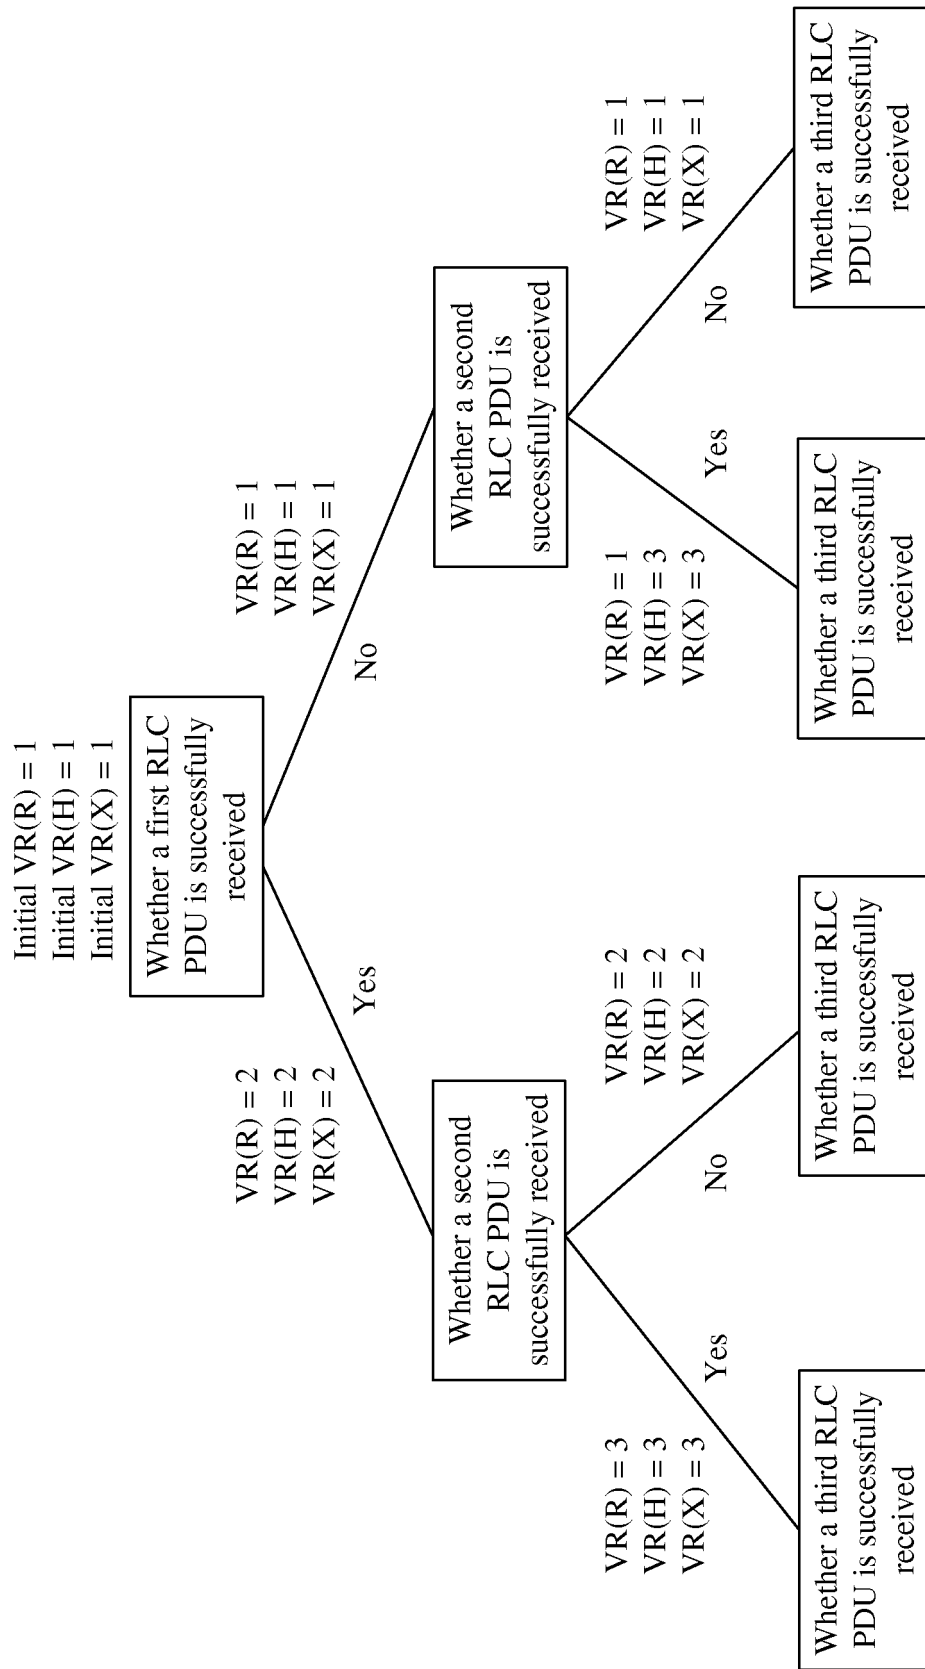 Initial VR(R) = 1
Initial VR(H) = 1
Initial VR(X) = 1
Whether a first RLC
PDU is successfully
received
VR(R) = 2
VR(H) = 2
VR(X) = 2
Yes
No
VR(R) = 1
VR(H) = 1
VR(X) = 1
Whether a second
RLC PDU is
successfully received
Whether a second
RLC PDU is
successfully received
VR(R) = 3
VR(H) = 3
VR(X) = 3
Yes
No
VR(R) = 2
VR(H) = 2
VR(X) = 2
VR(R) = 1
VR(H) = 3
VR(X) = 3
Yes
No
VR(R) = 1
VR(H) = 1
VR(X) = 1
Whether a third RLC
PDU is successfully
received
Whether a third RLC
PDU is successfully
received
Whether a third RLC
PDU is successfully
received
Whether a third RLC
PDU is successfully
received